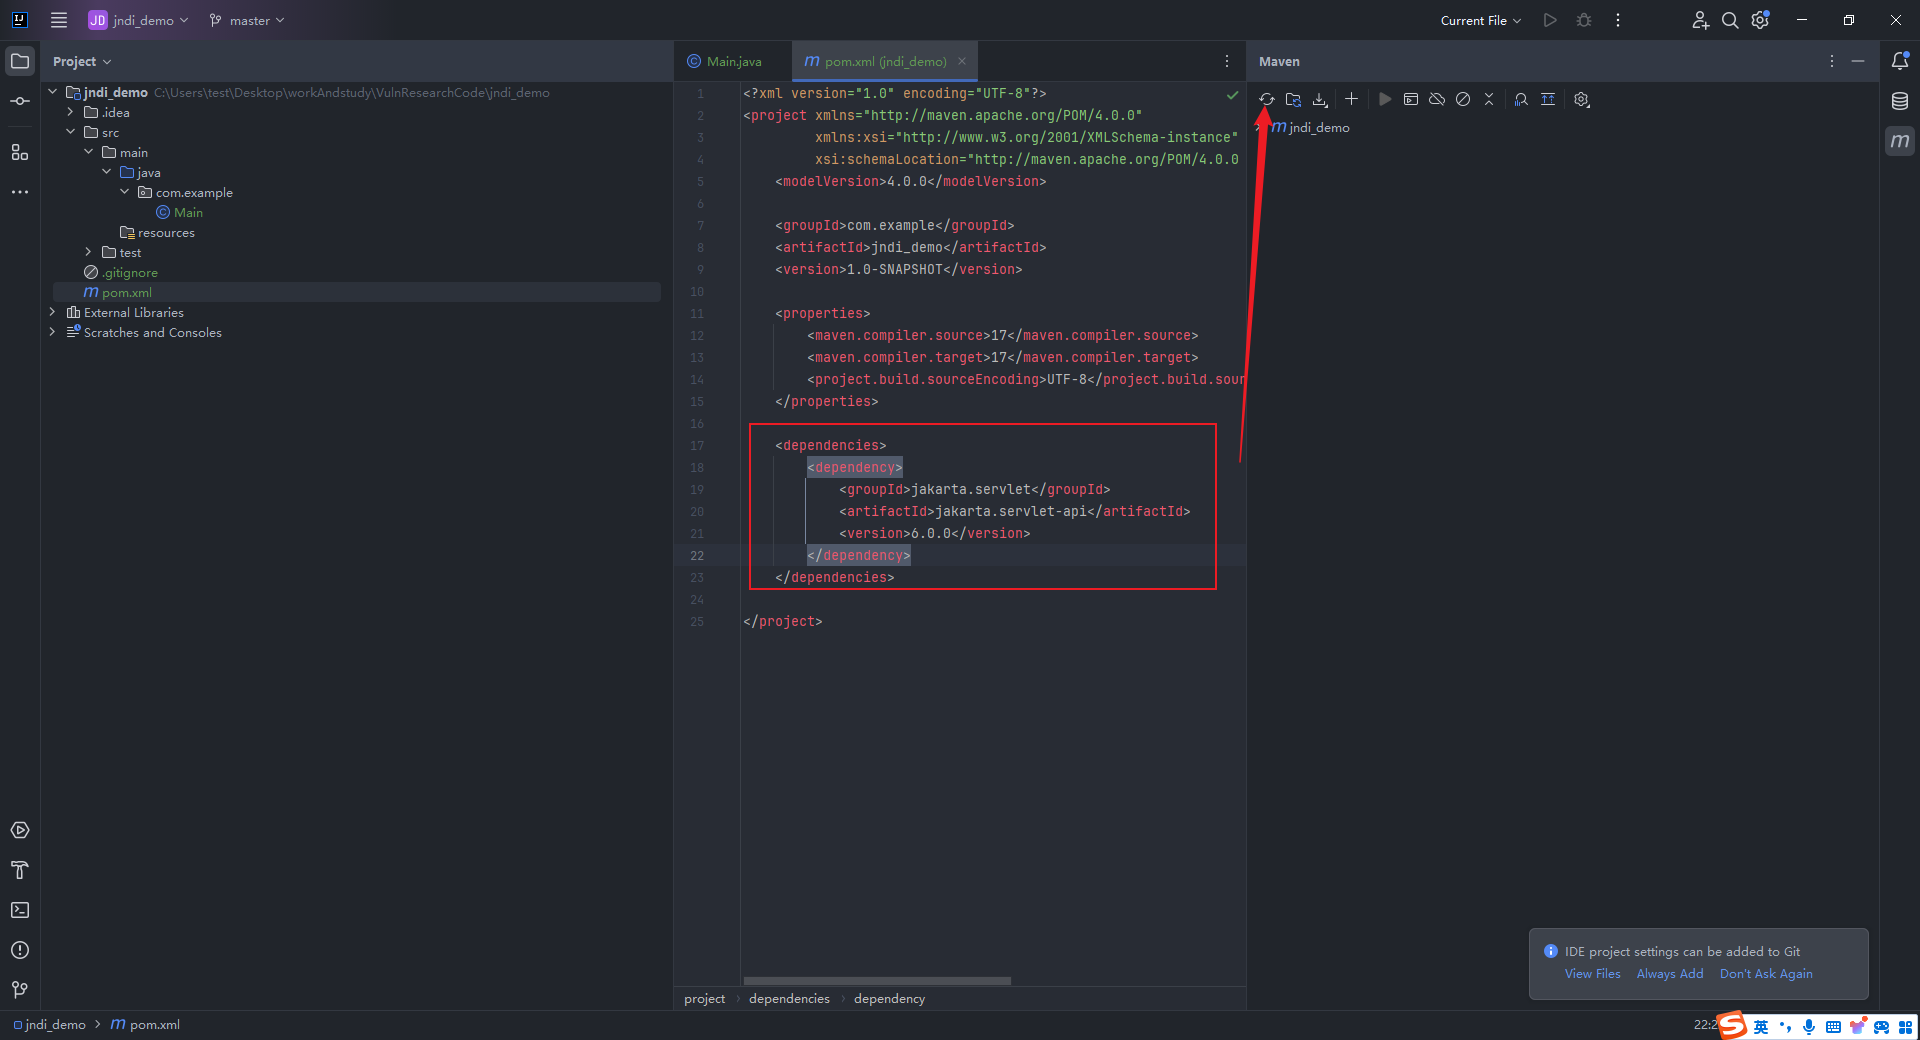 JD jndi_demo master Current File
Project
jndi_demo C:\Users\test\Desktop\workAndstudy\VulnResearchCode\jndi_demo
.idea
src
main
java
com.example
Main
resources
test
.gitignore
m pom.xml
External Libraries
Scratches and Consoles
Main.java
m pom.xml (jndi_demo)
1 <?xml version="1.0" encoding="UTF-8"?>
2 <project xmlns="http://maven.apache.org/POM/4.0.0"
3 xmlns:xsi="http://www.w3.org/2001/XMLSchema-instance"
4 xsi:schemaLocation="http://maven.apache.org/POM/4.0.0
5 <modelVersion>4.0.0</modelVersion>
6
7 <groupId>com.example</groupId>
8 <artifactId>jndi_demo</artifactId>
9 <version>1.0-SNAPSHOT</version>
10
11 <properties>
12 <maven.compiler.source>17</maven.compiler.source>
13 <maven.compiler.target>17</maven.compiler.target>
14 <project.build.sourceEncoding>UTF-8</project.build.sour
15 </properties>
16
17 <dependencies>
18 <dependency>
19 <groupId>jakarta.servlet</groupId>
20 <artifactId>jakarta.servlet-api</artifactId>
21 <version>6.0.0</version>
22 </dependency>
23 </dependencies>
24
25 </project>
project dependencies dependency
Maven
m jndi_demo
m
IDE project settings can be added to Git
View Files Always Add Don't Ask Again
jndi_demo m pom.xml
22:2
S 英